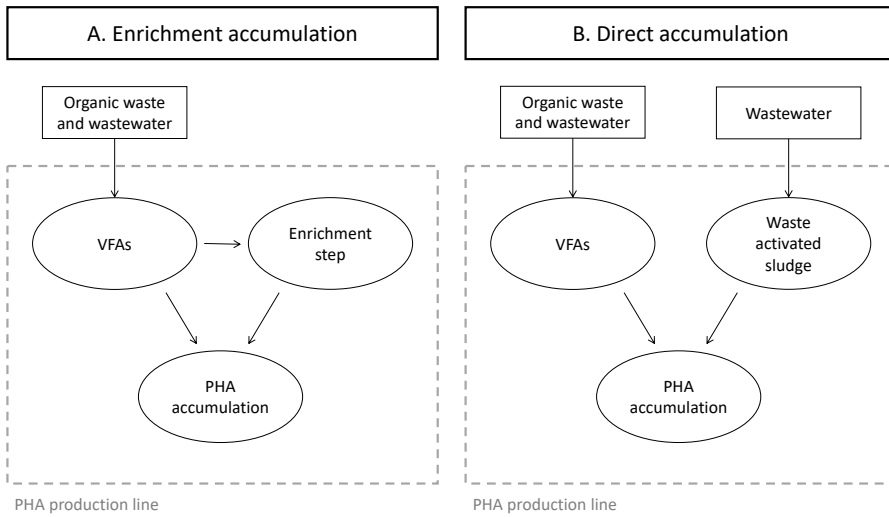 A. Enrichment accumulation
Organic waste
and wastewater
VFAs
Enrichment
step
PHA
accumulation
PHA production line
B. Direct accumulation
Organic waste
and wastewater
Wastewater
VFAs
Waste
activated
sludge
PHA
accumulation
PHA production line